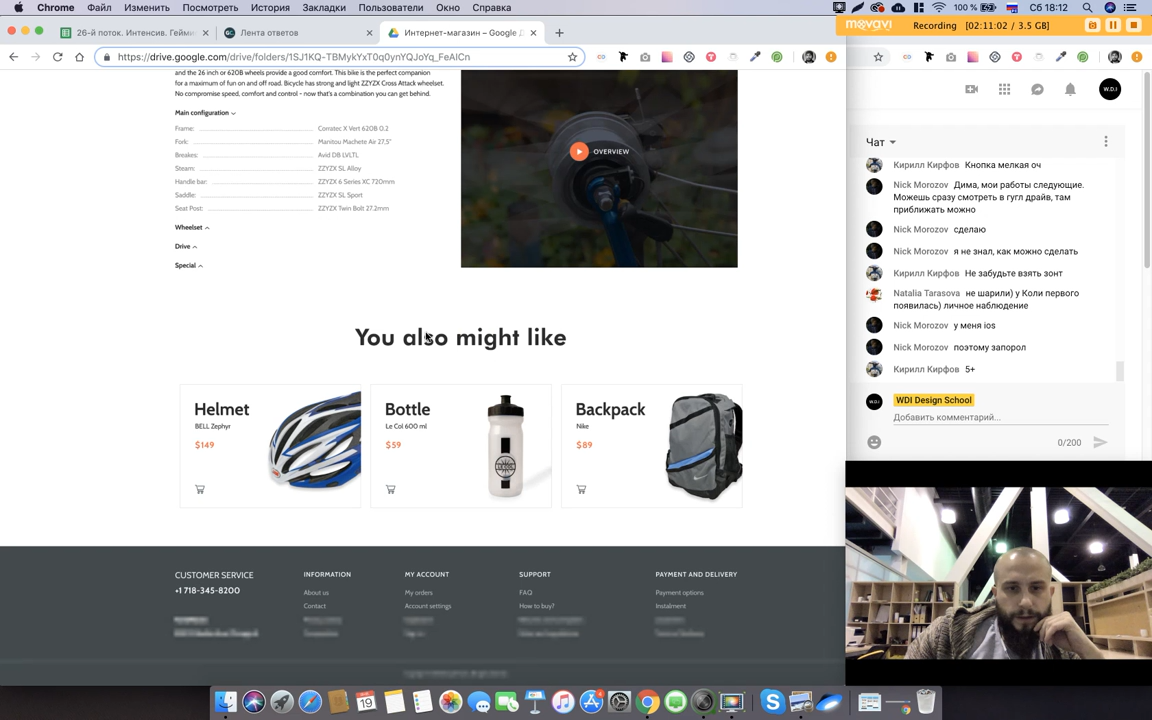 Chrome Файл Изменить Посмотреть История Закладки Пользователи Окно Справка
100 % Сб 18:12
movavi Recording [02:11:02 / 3.5 GB]
26-й поток. Интенсив. Гейми
Лента ответов
Интернет-магазин – Google Д
https://drive.google.com/drive/folders/1SJ1KQ-TBMykYxT0q0ynYQJoYq_FeAlCn
and the 26 inch or 620B wheels provide a good comfort. This bike is the perfect companion
for a maximum of fun on and off road. Bicycle has strong and light ZZYZX Cross Attack wheelset.
No compromise speed, comfort and control – now that's a combination you can get behind.
Main configuration
Frame: Corratec X Vert 620B 0.2
Fork: Manitou Machete Air 27,5"
Breakes: Avid DB LVLTL
Steam: ZZYZX SL Alloy
Handle bar: ZZYZX 6 Series XC 720mm
Saddle: ZZYZX SL Sport
Seat Post: ZZYZX Twin Bolt 27.2mm
Wheelset
Drive
Special
OVERVIEW
You also might like
Helmet
BELL Zephyr
$149
Bottle
Le Col 600 ml
$59
Backpack
Nike
$89
CUSTOMER SERVICE
+1 718-345-8200
INFORMATION
About us
Contact
MY ACCOUNT
My orders
Account settings
SUPPORT
FAQ
How to buy?
PAYMENT AND DELIVERY
Payment options
Instalment
W.D.I
Чат
Кирилл Кирфов Кнопка мелкая оч
Nick Morozov Дима, мои работы следующие.
Можешь сразу смотреть в гугл драйв, там
приближать можно
Nick Morozov сделаю
Nick Morozov я не знал, как можно сделать
Кирилл Кирфов Не забудьте взять зонт
Natalia Tarasova не шарили) у Коли первого
появилась) личное наблюдение
Nick Morozov у меня ios
Nick Morozov поэтому запорол
Кирилл Кирфов 5+
WDI Design School
Добавить комментарий...
0/200